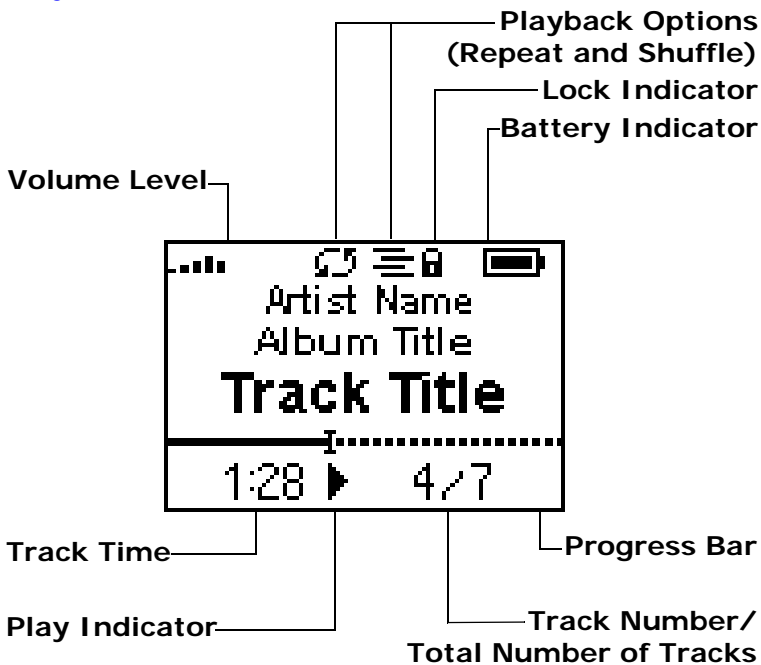 Playback Options
(Repeat and Shuffle)
Lock Indicator
Battery Indicator
Volume Level
Artist Name
Album Title
Track Title
1:28 4/7
Track Time
Progress Bar
Play Indicator
Track Number/
Total Number of Tracks